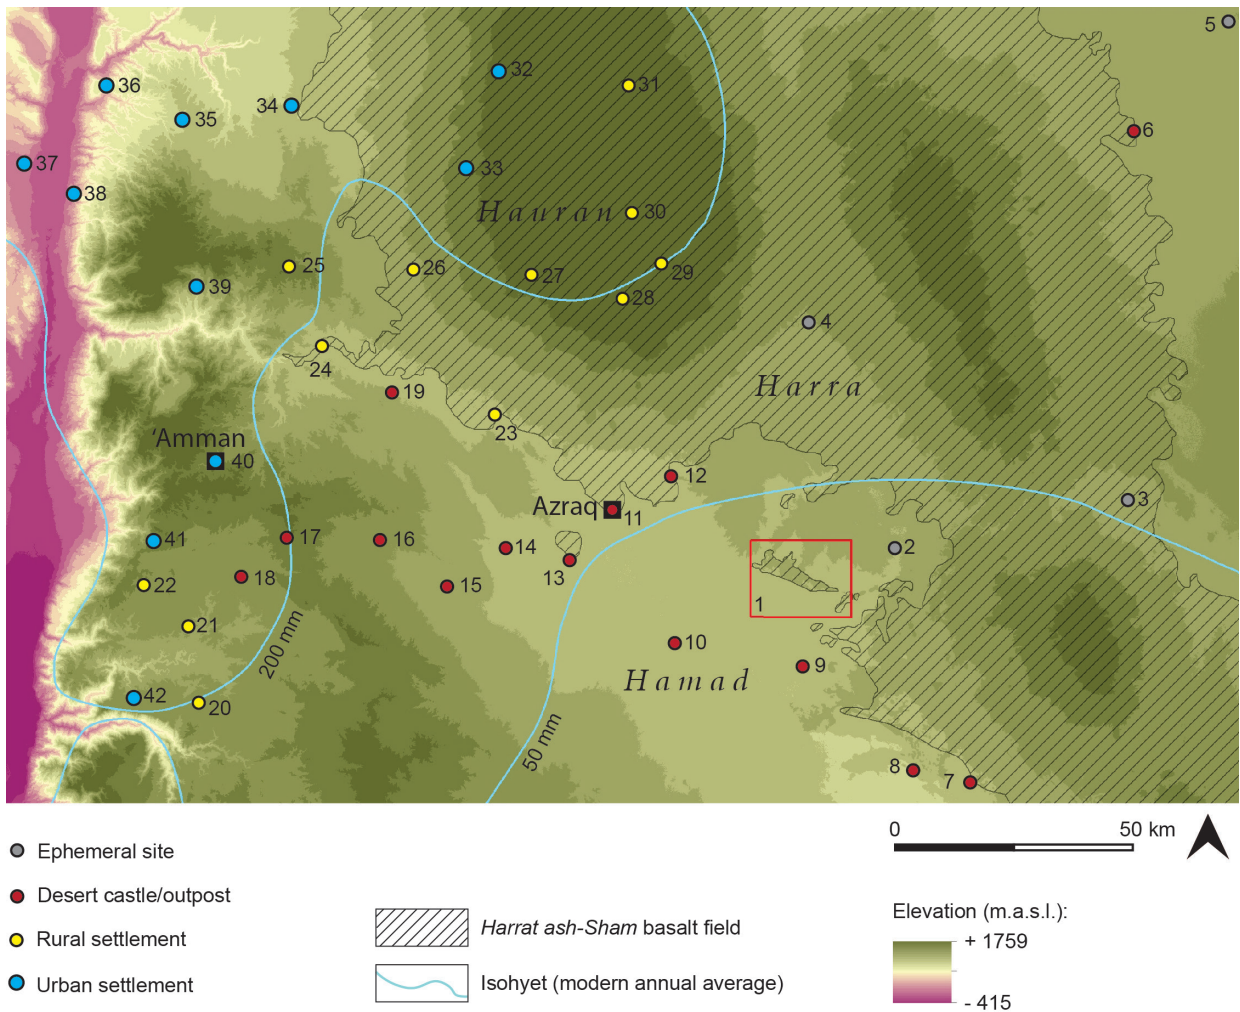 5
32
36
31
34
35
6
37
33
38
Hauran
30
25
26
29
27
39
28
4
24
Harra
19
23
'Amman
40
12
Azraq
11
3
41
17
16
14
2
13
22
18
15
1
21
200 mm
10
9
Hamad
42
20
50 mm
8
7
0 50 km
Ephemeral site
Desert castle/outpost
Rural settlement
Urban settlement
Harrat ash-Sham basalt field
Isohyet (modern annual average)
Elevation (m.a.s.l.):
+ 1759
- 415